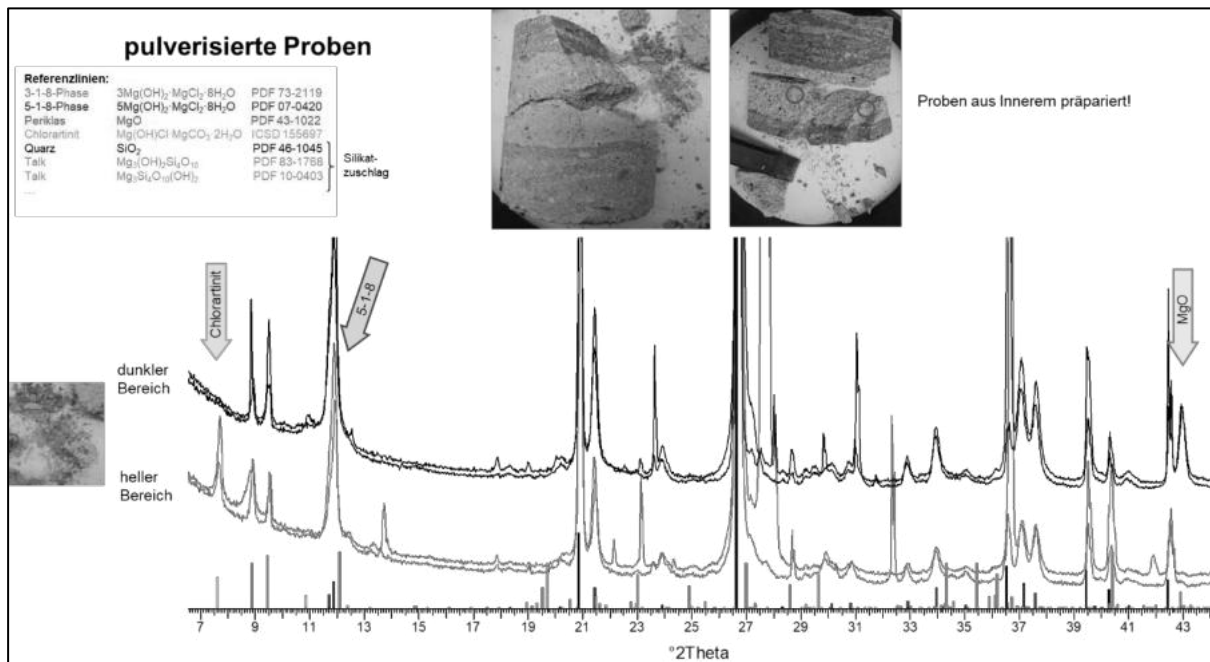 pulverisierte Proben
Referenzlinien:
3-1-8-Phase 3Mg(OH)₂·MgCl₂·8H₂O PDF 73-2119
5-1-8-Phase 5Mg(OH)₂·MgCl₂·8H₂O PDF 07-0420
Periklas MgO PDF 43-1022
Chlorartinit Mg(OH)Cl·MgCO₃·2H₂O ICSD 155697
Quarz SiO₂ PDF 46-1045
Talk Mg₃(OH)₂Si₄O₁₀ PDF 83-1768
Talk Mg₃Si₄O₁₀(OH)₂ PDF 10-0403
....
Silikat-
zuschlag
Proben aus Innerem präpariert!
Chlorartinit
5-1-8
MgO
dunkler
Bereich
heller
Bereich
7 9 11 13 15 17 19 21 23 25 27 29 31 33 35 37 39 41 43
°2Theta